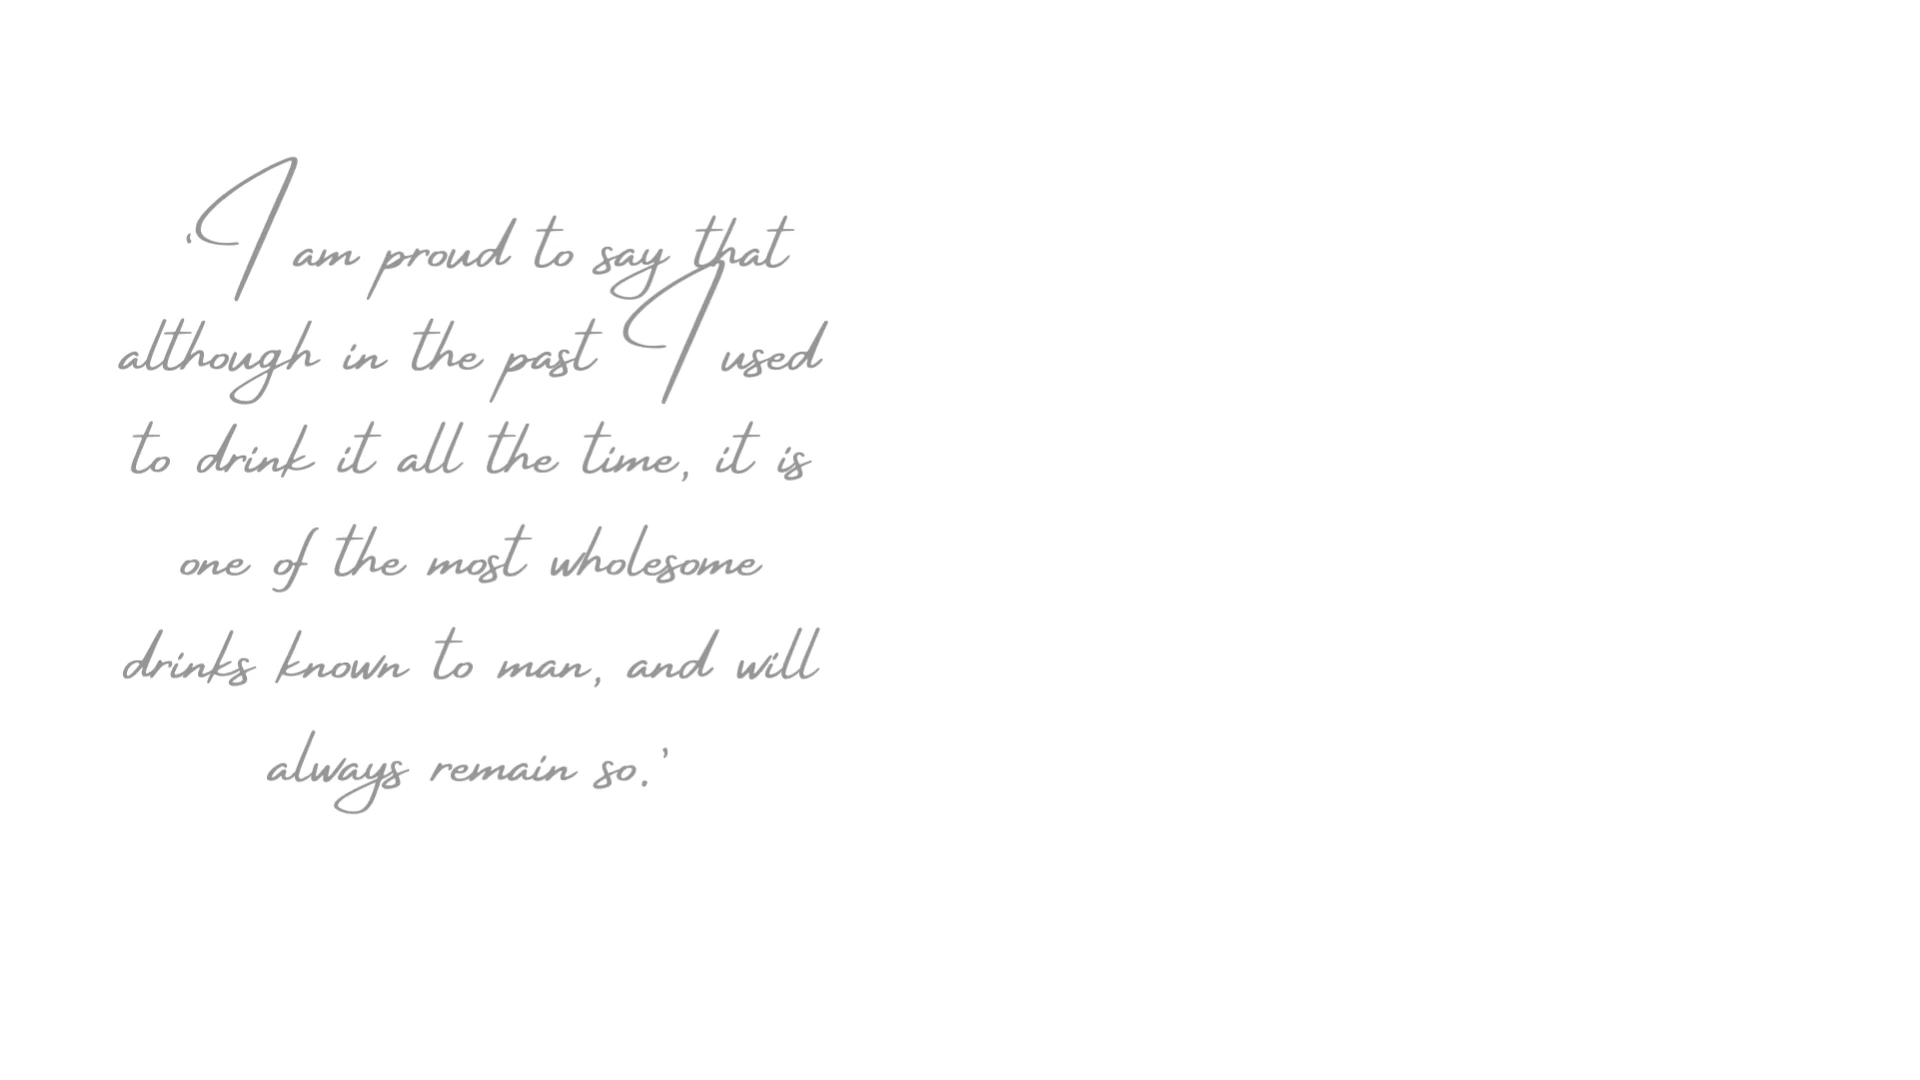 ‘I am proud to say that
although in the past I used
to drink it all the time, it is
one of the most wholesome
drinks known to man, and will
always remain so.’